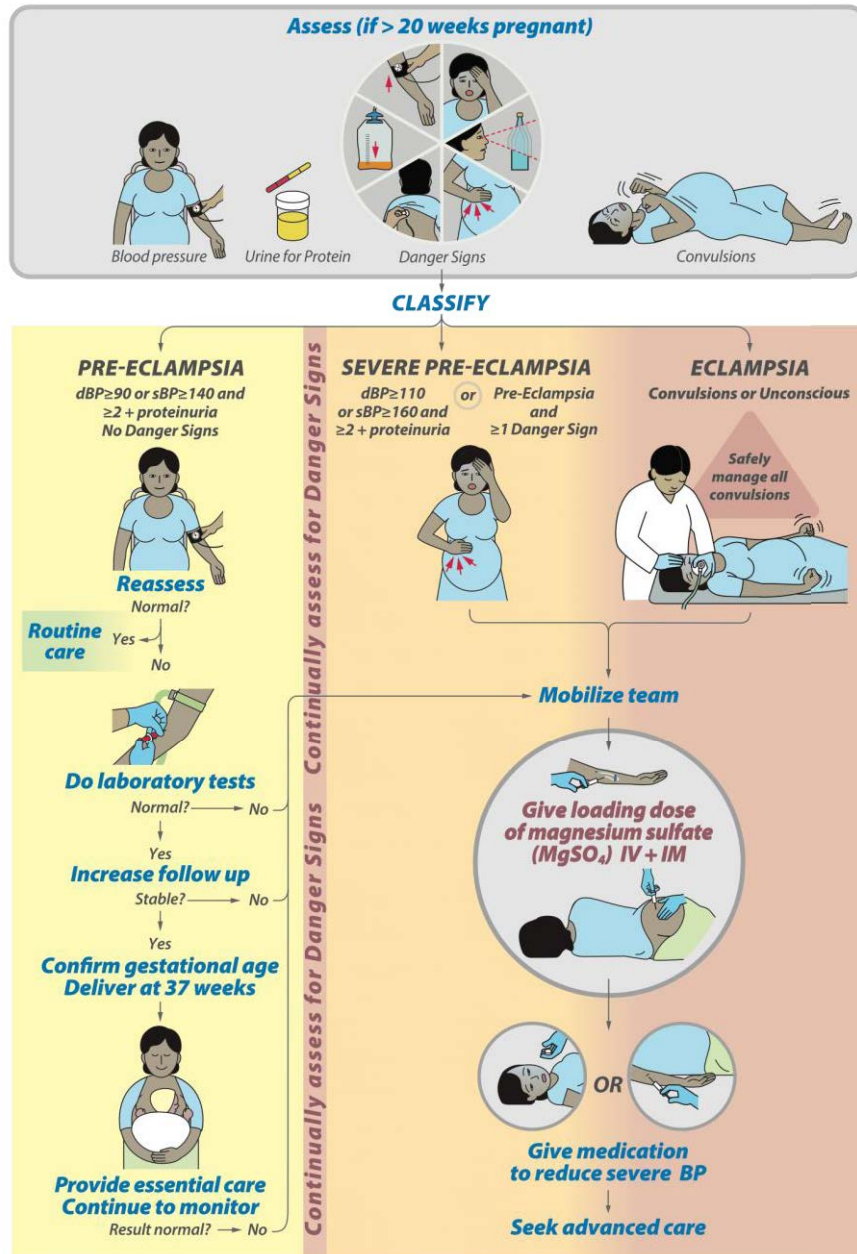 Assess (if > 20 weeks pregnant)
Blood pressure
Urine for Protein
Danger Signs
Convulsions
CLASSIFY
PRE-ECLAMPSIA
dBP≥90 or sBP≥140 and
≥2 + proteinuria
No Danger Signs
Reassess
Normal?
Yes
Routine
care
No
Do laboratory tests
Normal?
No
Yes
Increase follow up
Stable?
No
Yes
Confirm gestational age
Deliver at 37 weeks
Provide essential care
Continue to monitor
Result normal?
No
Continually assess for Danger Signs
Continually assess for Danger Signs
SEVERE PRE-ECLAMPSIA
dBP≥110
or sBP≥160 and
≥2 + proteinuria
or
Pre-Eclampsia
and
≥1 Danger Sign
ECLAMPSIA
Convulsions or Unconscious
Safely
manage all
convulsions
Mobilize team
Give loading dose
of magnesium sulfate
(MgSO₄) IV + IM
OR
Give medication
to reduce severe BP
Seek advanced care